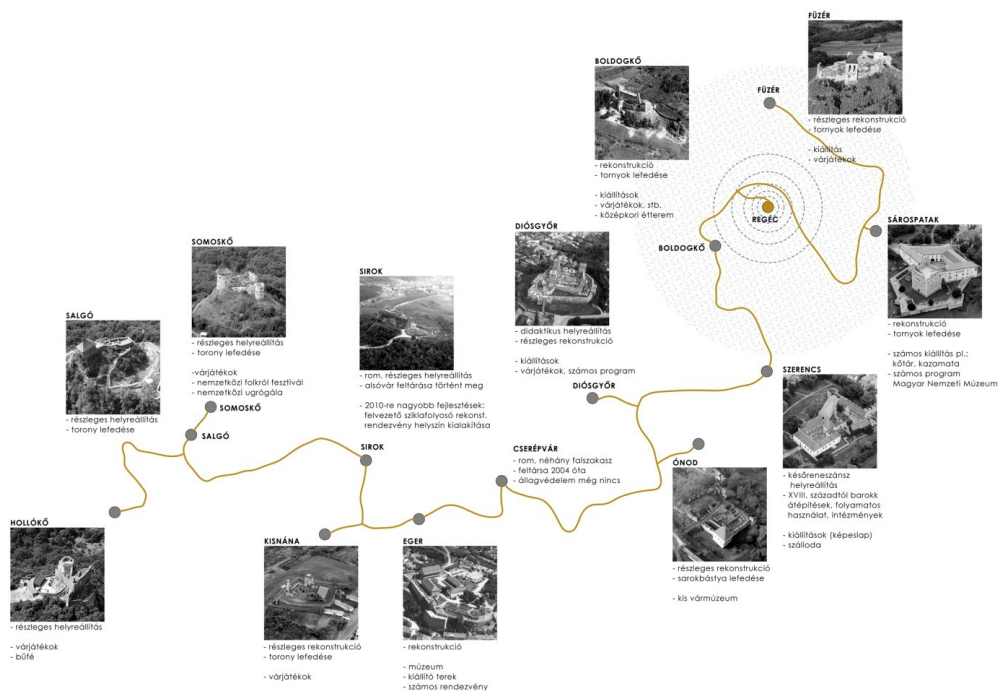 FÜZÉR
- részleges rekonstrukció
- tornyok lefedése
- kiállítás
- várjátékok
BOLDOGKŐ
- rekonstrukció
- tornyok lefedése
- kiállítások
- várjátékok, stb.
- középkori étterem
FÜZÉR
REGÉC
BOLDOGKŐ
SÁROSPATAK
- rekonstrukció
- tornyok lefedése
- számos kiállítás pl.:
kőtár, kazamata
- számos program
Magyar Nemzeti Múzeum
DIÓSGYŐR
- didaktikus helyreállítás
- részleges rekonstrukció
- kiállítások
- várjátékok, számos program
SOMOSKŐ
- részleges helyreállítás
- torony lefedése
-várjátékok
- nemzetközi folkról fesztivál
- nemzetközi ugrógála
SIROK
- rom, részleges helyreállítás
- alsóvár feltárása történt meg
- 2010-re nagyobb fejlesztések:
felvezető sziklafolyosó rekonst.
rendezvény helyszín kialakítása
SALGÓ
- részleges helyreállítás
- torony lefedése
SOMOSKŐ
SALGÓ
SIROK
DIÓSGYŐR
SZERENCS
- későreneszánsz
helyreállítás
- XVIII. századtól barokk
átépítések, folyamatos
használat, intézmények
- kiállítások (képeslap)
- szálloda
CSERÉPVÁR
- rom, néhány falszakasz
- feltársa 2004 óta
- állagvédelem még nincs
ÓNOD
- részleges rekonstrukció
- sarokbástya lefedése
- kis vármúzeum
HOLLÓKŐ
- részleges helyreállítás
- várjátékok
- büfé
KISNÁNA
- részleges rekonstrukció
- torony lefedése
- várjátékok
EGER
- rekonstrukció
- múzeum
- kiállító terek
- számos rendezvény